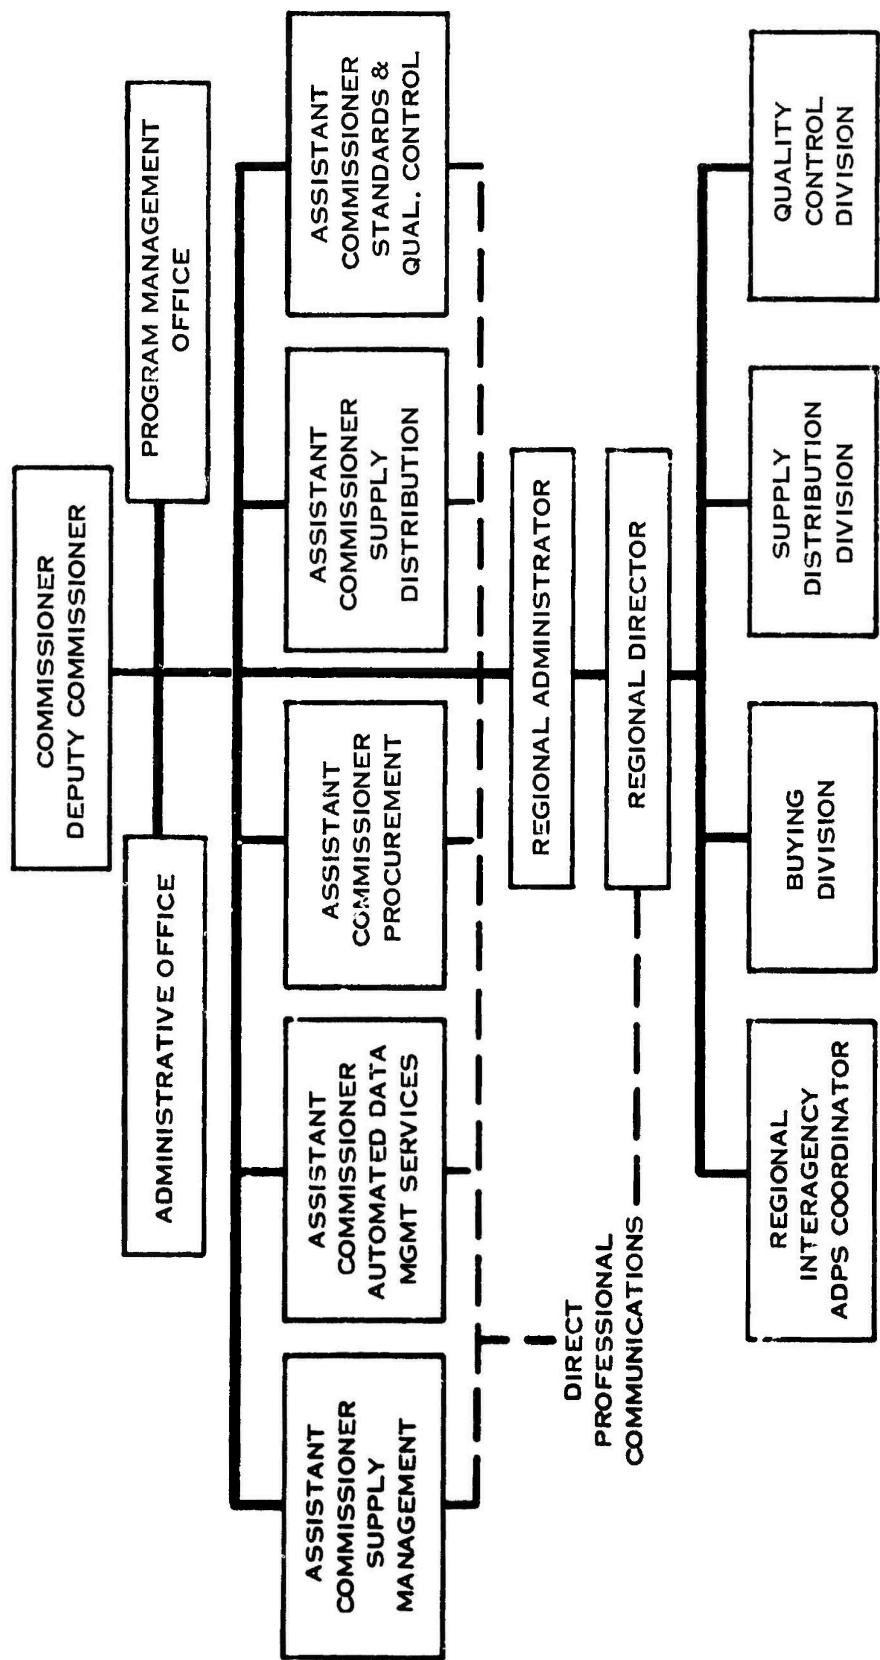 COMMISSIONER
DEPUTY COMMISSIONER
ADMINISTRATIVE OFFICE
PROGRAM MANAGEMENT
OFFICE
ASSISTANT
COMMISSIONER
SUPPLY
MANAGEMENT
ASSISTANT
COMMISSIONER
AUTOMATED DATA
MGMT SERVICES
ASSISTANT
COMMISSIONER
PROCUREMENT
ASSISTANT
COMMISSIONER
SUPPLY
DISTRIBUTION
ASSISTANT
COMMISSIONER
STANDARDS &
QUAL. CONTROL
DIRECT
PROFESSIONAL
COMMUNICATIONS
REGIONAL ADMINISTRATOR
REGIONAL DIRECTOR
REGIONAL
INTERAGENCY
ADPS COORDINATOR
BUYING
DIVISION
SUPPLY
DISTRIBUTION
DIVISION
QUALITY
CONTROL
DIVISION